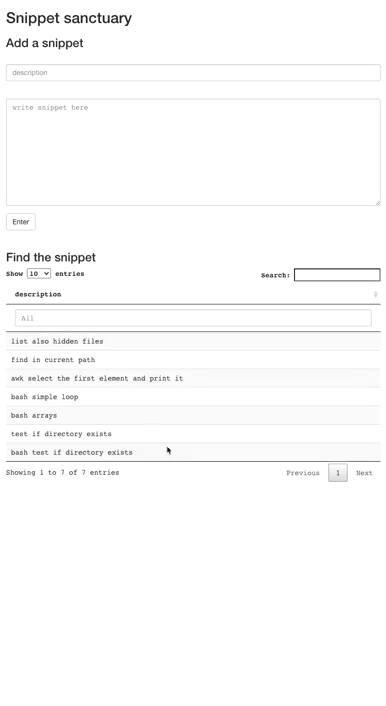 Snippet sanctuary
Add a snippet
description
write snippet here
Enter
Find the snippet
Show 10 entries
Search:
description
All
list also hidden files
find in current path
awk select the first element and print it
bash simple loop
bash arrays
test if directory exists
bash test if directory exists
Showing 1 to 7 of 7 entries
Previous 1 Next